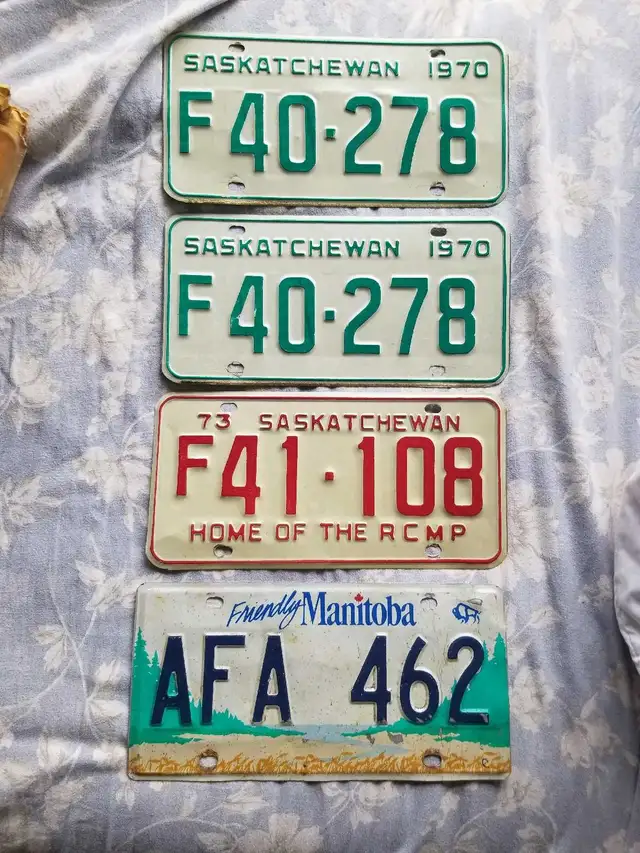 SASKATCHEWAN 1970
F 40·278
SASKATCHEWAN 1970
F 40·278
73 SASKATCHEWAN
F 41·108
HOME OF THE RCMP
Friendly Manitoba
AFA 462